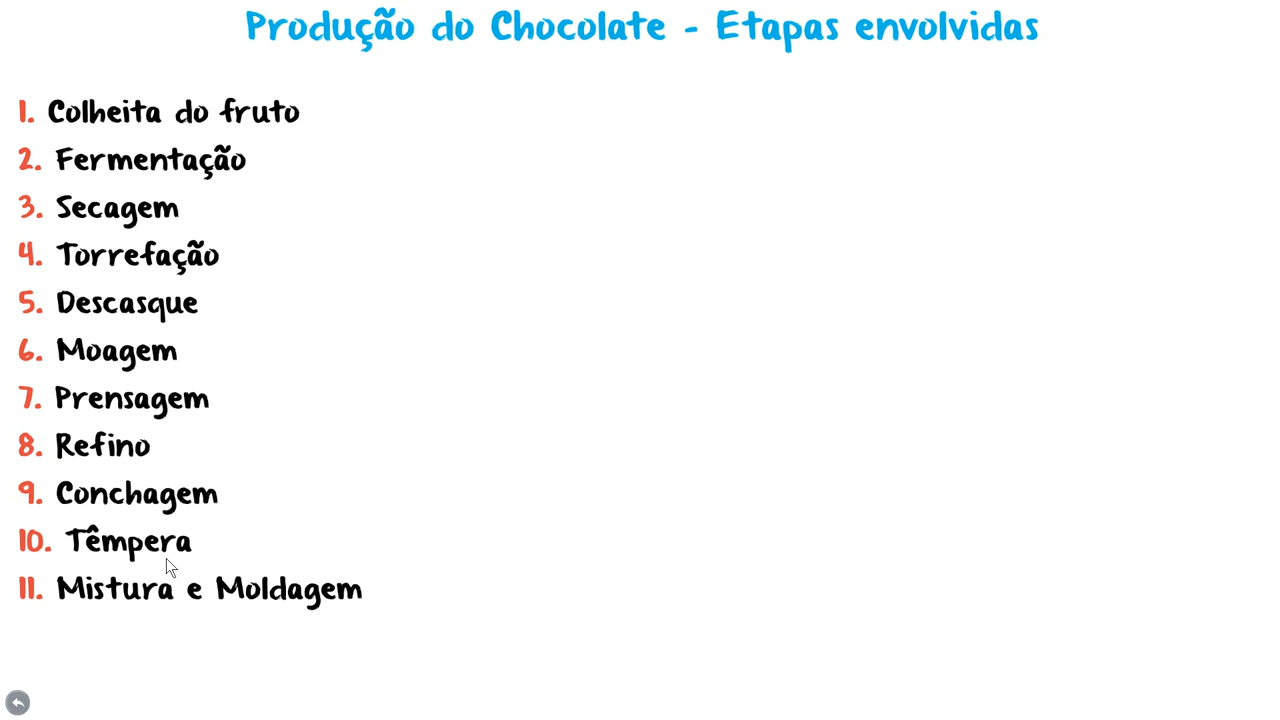 Produção do Chocolate - Etapas envolvidas
1. Colheita do fruto
2. Fermentação
3. Secagem
4. Torrefação
5. Descasque
6. Moagem
7. Prensagem
8. Refino
9. Conchagem
10. Têmpera
11. Mistura e Moldagem